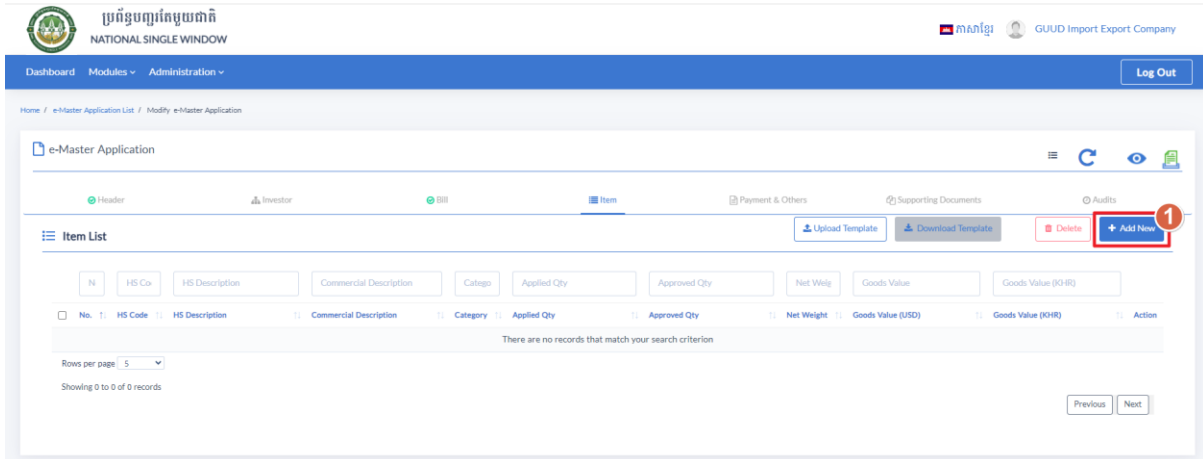 ប្រព័ន្ធបញ្ជរតែមួយជាតិ
NATIONAL SINGLE WINDOW
ភាសាខ្មែរ GUUD Import Export Company
Dashboard Modules Administration Log Out
Home / e-Master Application List / Modify e-Master Application
e-Master Application
Header Investor Bill Item Payment & Others Supporting Documents Audits
1
Item List Upload Template Download Template Delete + Add New
N HS Co HS Description Commercial Description Catego Applied Qty Approved Qty Net Weig Goods Value Goods Value (KHR)
No. HS Code HS Description Commercial Description Category Applied Qty Approved Qty Net Weight Goods Value (USD) Goods Value (KHR) Action
There are no records that match your search criterion
Rows per page 5
Showing 0 to 0 of 0 records
Previous Next